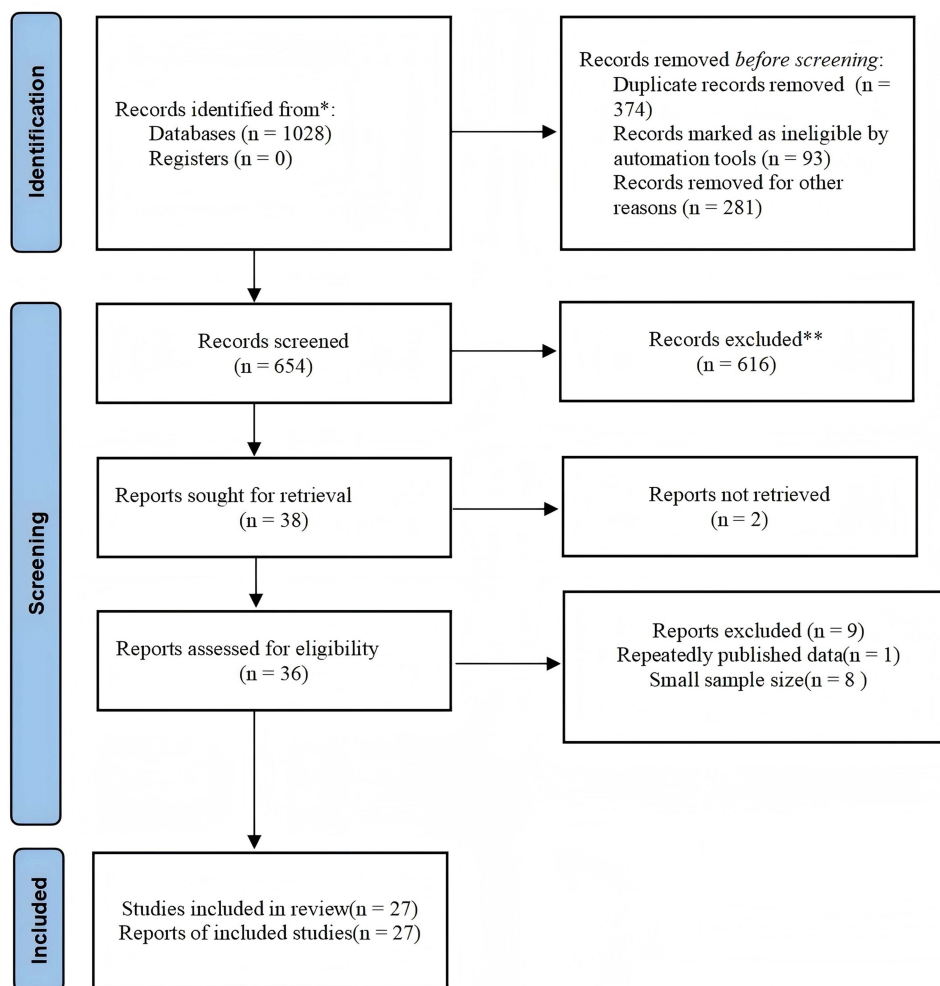 Identification
Records identified from*:
Databases (n = 1028)
Registers (n = 0)
Records removed before screening:
Duplicate records removed  (n =
374)
Records marked as ineligible by
automation tools (n = 93)
Records removed for other
reasons (n = 281)
Screening
Records screened
(n = 654)
Records excluded**
(n = 616)
Reports sought for retrieval
(n = 38)
Reports not retrieved
(n = 2)
Reports assessed for eligibility
(n = 36)
Reports excluded (n = 9)
Repeatedly published data(n = 1)
Small sample size(n = 8 )
Included
Studies included in review(n = 27)
Reports of included studies(n = 27)